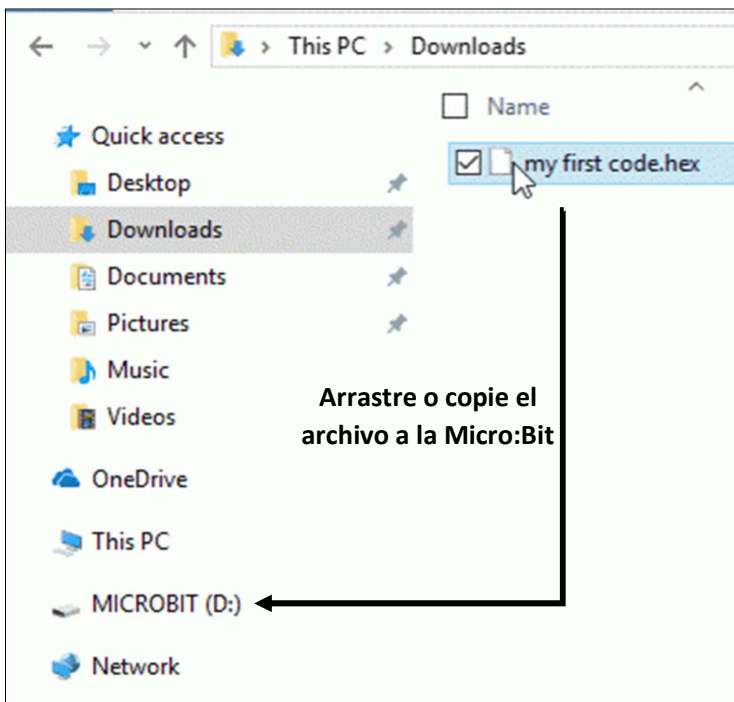 This PC > Downloads
Name
Quick access
my first code.hex
Desktop
Downloads
Documents
Pictures
Music
Videos
Arrastre o copie el
archivo a la Micro:Bit
OneDrive
This PC
MICROBIT (D:)
Network